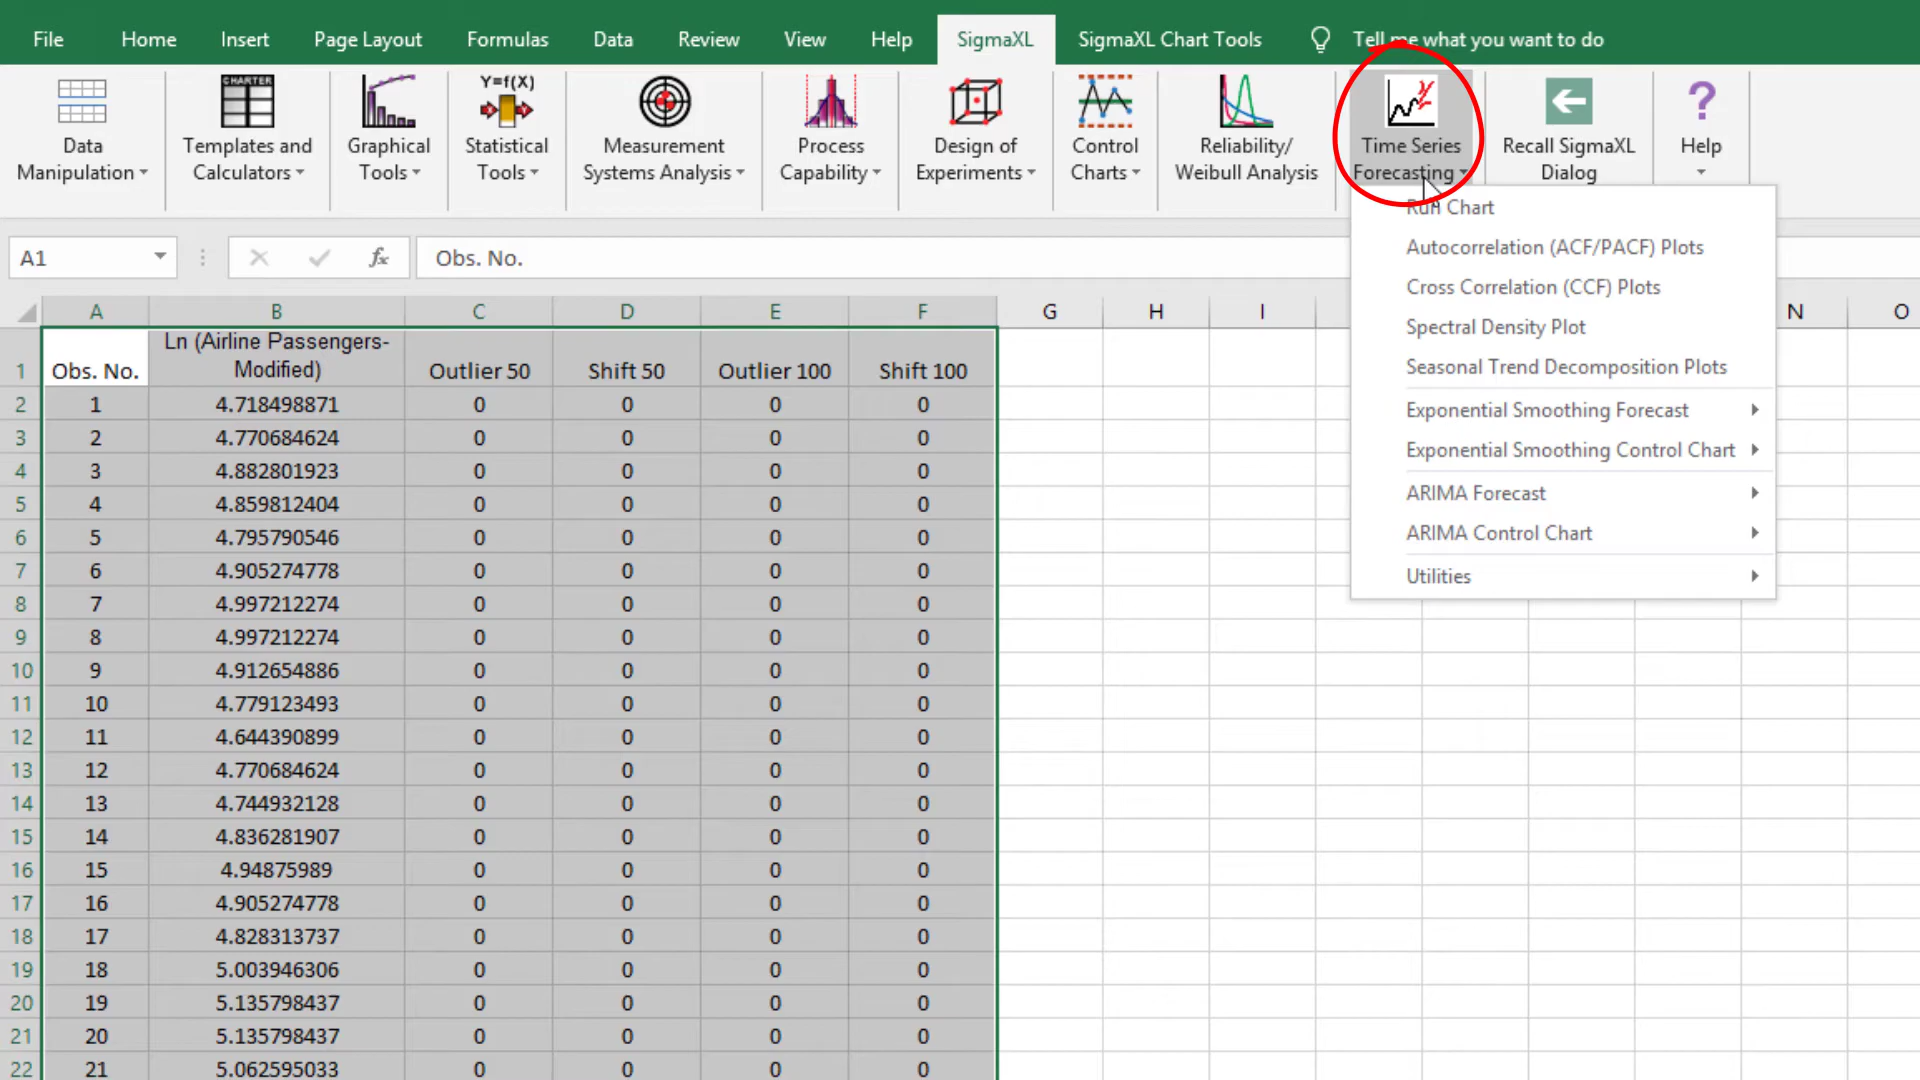 File Home Insert Page Layout Formulas Data Review View Help SigmaXL SigmaXL Chart Tools Tell me what you want to do
CHARTER Y=f(X)
Data Manipulation
Templates and Calculators
Graphical Tools
Statistical Tools
Measurement Systems Analysis
Process Capability
Design of Experiments
Control Charts
Reliability/ Weibull Analysis
Time Series Forecasting
Recall SigmaXL Dialog
Help
A1 fx Obs. No.
Run Chart
Autocorrelation (ACF/PACF) Plots
Cross Correlation (CCF) Plots
Spectral Density Plot
Seasonal Trend Decomposition Plots
Exponential Smoothing Forecast
Exponential Smoothing Control Chart
ARIMA Forecast
ARIMA Control Chart
Utilities
A B C D E F G H I N O
Ln (Airline Passengers-
1 Obs. No. Modified) Outlier 50 Shift 50 Outlier 100 Shift 100
2 1 4.718498871 0 0 0 0
3 2 4.770684624 0 0 0 0
4 3 4.882801923 0 0 0 0
5 4 4.859812404 0 0 0 0
6 5 4.795790546 0 0 0 0
7 6 4.905274778 0 0 0 0
8 7 4.997212274 0 0 0 0
9 8 4.997212274 0 0 0 0
10 9 4.912654886 0 0 0 0
11 10 4.779123493 0 0 0 0
12 11 4.644390899 0 0 0 0
13 12 4.770684624 0 0 0 0
14 13 4.744932128 0 0 0 0
15 14 4.836281907 0 0 0 0
16 15 4.94875989 0 0 0 0
17 16 4.905274778 0 0 0 0
18 17 4.828313737 0 0 0 0
19 18 5.003946306 0 0 0 0
20 19 5.135798437 0 0 0 0
21 20 5.135798437 0 0 0 0
22 21 5.062595033 0 0 0 0